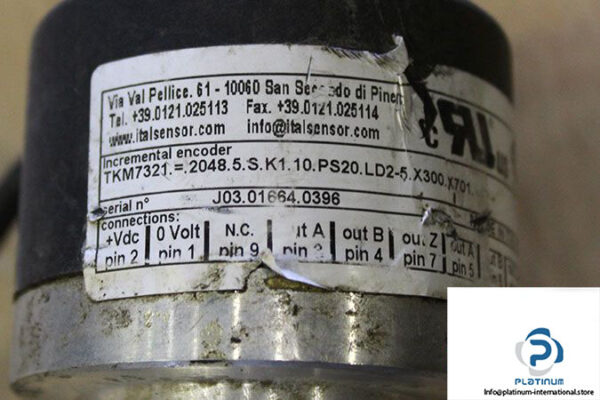 Via Val Pellice, 61 - 10060 San Secondo di Piner
Tel. +39.0121.025113 Fax. +39.0121.025114
www.italsensor.com info@italsensor.com
Incremental encoder
TKM7321.=.2048.5.S.K1.10.PS20.LD2-5.X300.X701
serial n° J03.01664.0396
connections:
+Vdc 0 Volt N.C. ut A out B out Z out A
pin 2 pin 1 pin 9 pin 3 pin 4 pin 7 pin 5
PLATINUM
Info@platinum-international.store